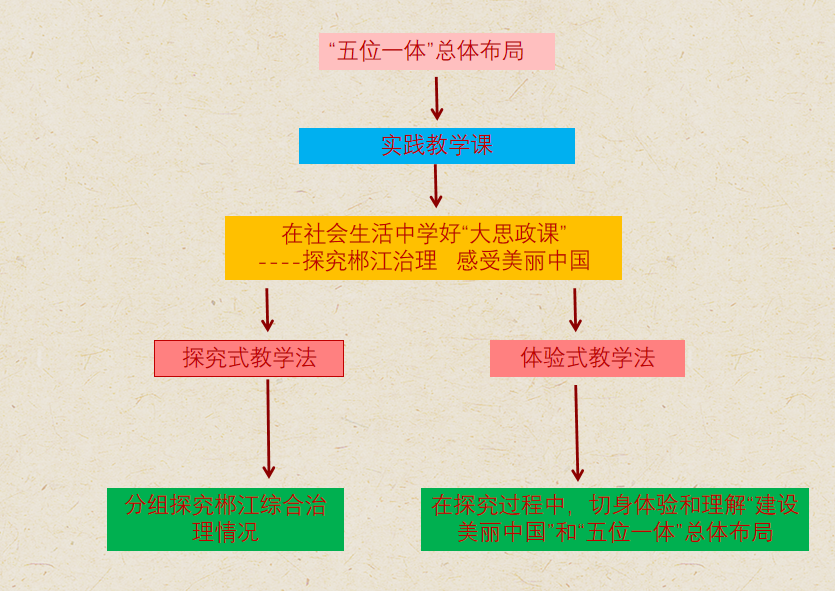 “五位一体”总体布局
实践教学课
在社会生活中学好“大思政课”
----探究郴江治理 感受美丽中国
探究式教学法
体验式教学法
分组探究郴江综合治
理情况
在探究过程中，切身体验和理解“建设
美丽中国”和“五位一体”总体布局